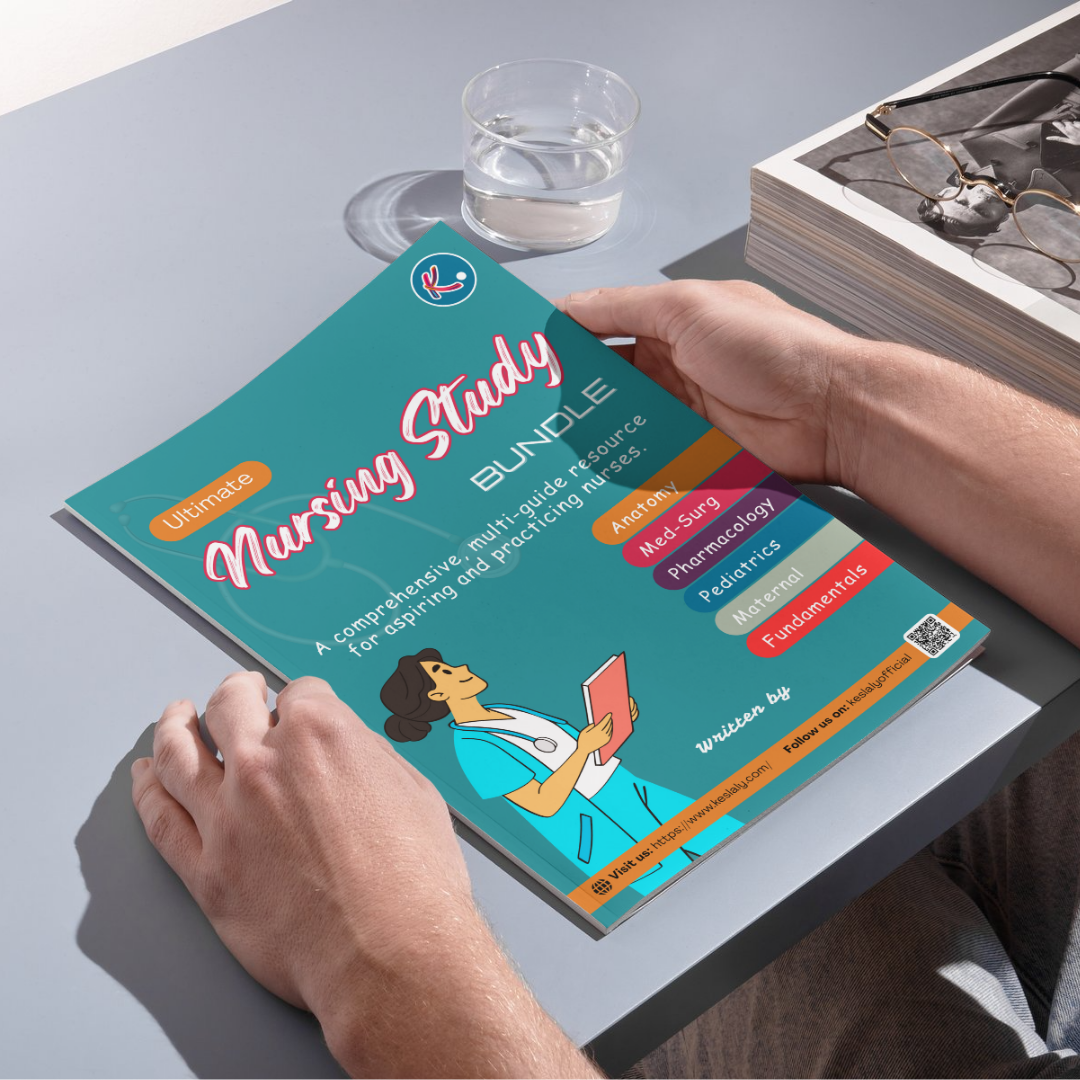 K
Ultimate
Nursing Study
BUNDLE
A comprehensive, multi-guide resource
for aspiring and practicing nurses.
Anatomy
Med-Surg
Pharmacology
Pediatrics
Maternal
Fundamentals
Written by
Visit us: https://www.keslaly.com/ Follow us on: keslalyofficial